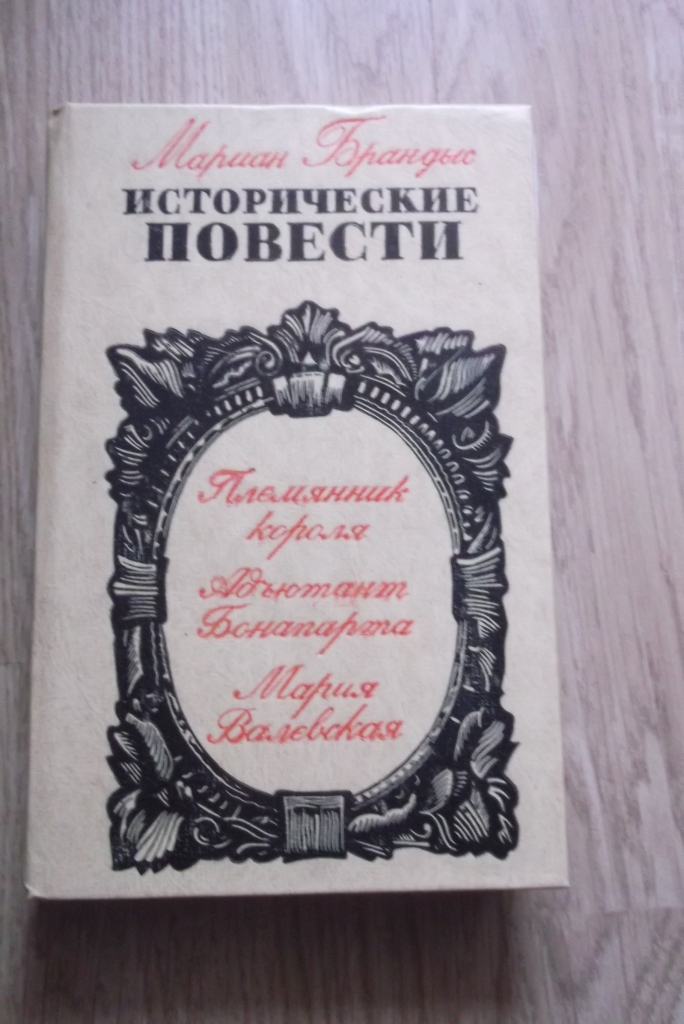 Мариан Брандыс
ИСТОРИЧЕСКИЕ
ПОВЕСТИ
Племянник
короля
Адъютант
Бонапарта
Мария
Валевская